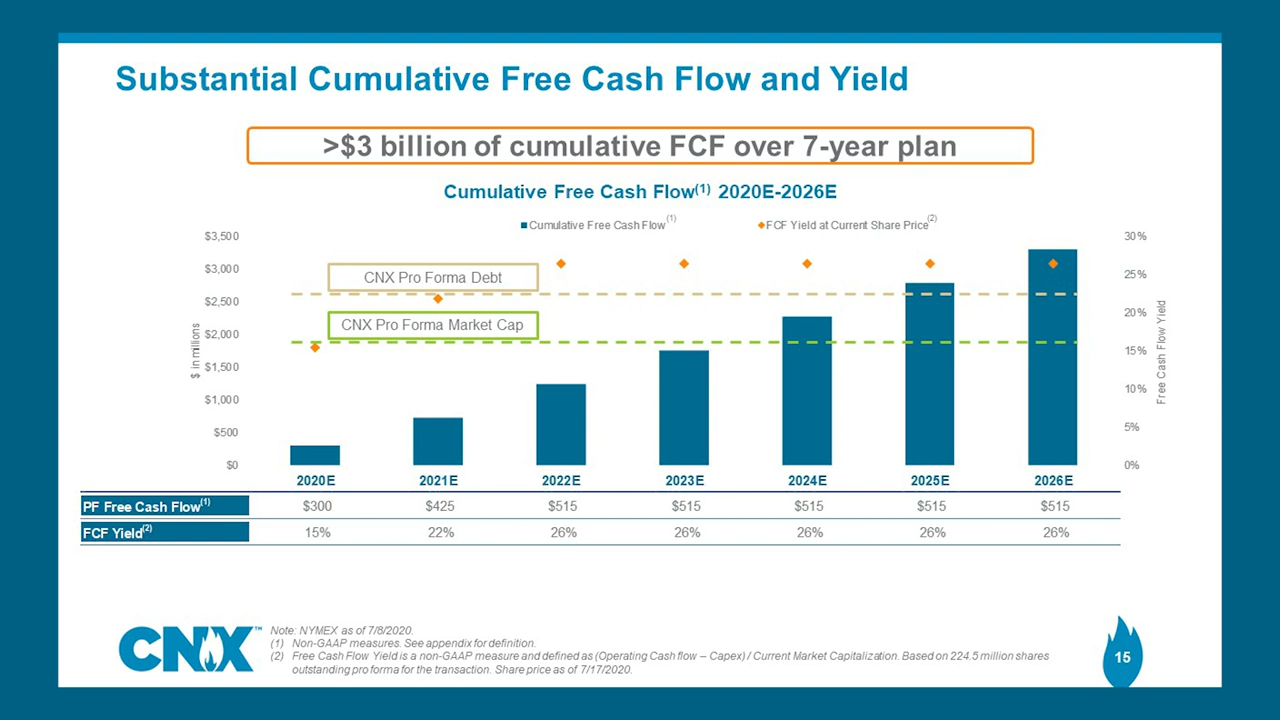 Substantial Cumulative Free Cash Flow and Yield
>$3 billion of cumulative FCF over 7-year plan
Cumulative Free Cash Flow(1) 2020E-2026E
Cumulative Free Cash Flow(1) FCF Yield at Current Share Price(2)
$3,500 30%
$3,000 25%
$2,500 20%
$2,000 15%
$1,500 10%
$1,000 5%
$500 0%
$0
$ in millions
Free Cash Flow Yield
CNX Pro Forma Debt
CNX Pro Forma Market Cap
2020E 2021E 2022E 2023E 2024E 2025E 2026E
PF Free Cash Flow(1) $300 $425 $515 $515 $515 $515 $515
FCF Yield(2) 15% 22% 26% 26% 26% 26% 26%
CNX™
Note: NYMEX as of 7/8/2020.
(1) Non-GAAP measures. See appendix for definition.
(2) Free Cash Flow Yield is a non-GAAP measure and defined as (Operating Cash flow – Capex) / Current Market Capitalization. Based on 224.5 million shares
outstanding pro forma for the transaction. Share price as of 7/17/2020.
15